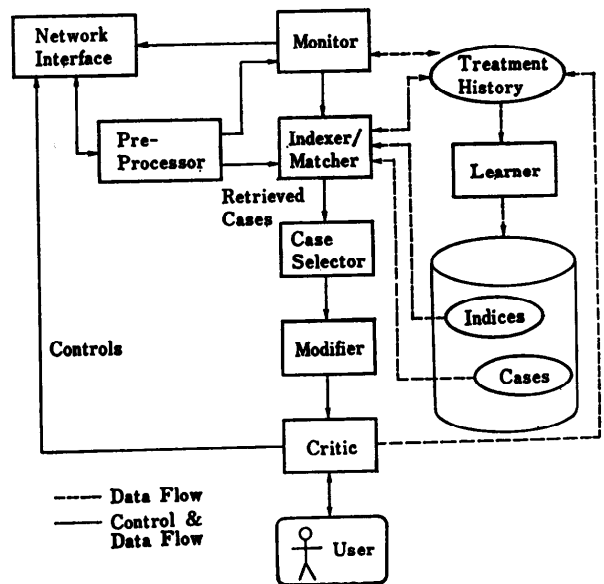 Network
Interface
Monitor
Treatment
History
Pre-
Processor
Indexer/
Matcher
Learner
Retrieved
Cases
Case
Selector
Indices
Controls
Modifier
Cases
Critic
Data Flow
Control &
Data Flow
User